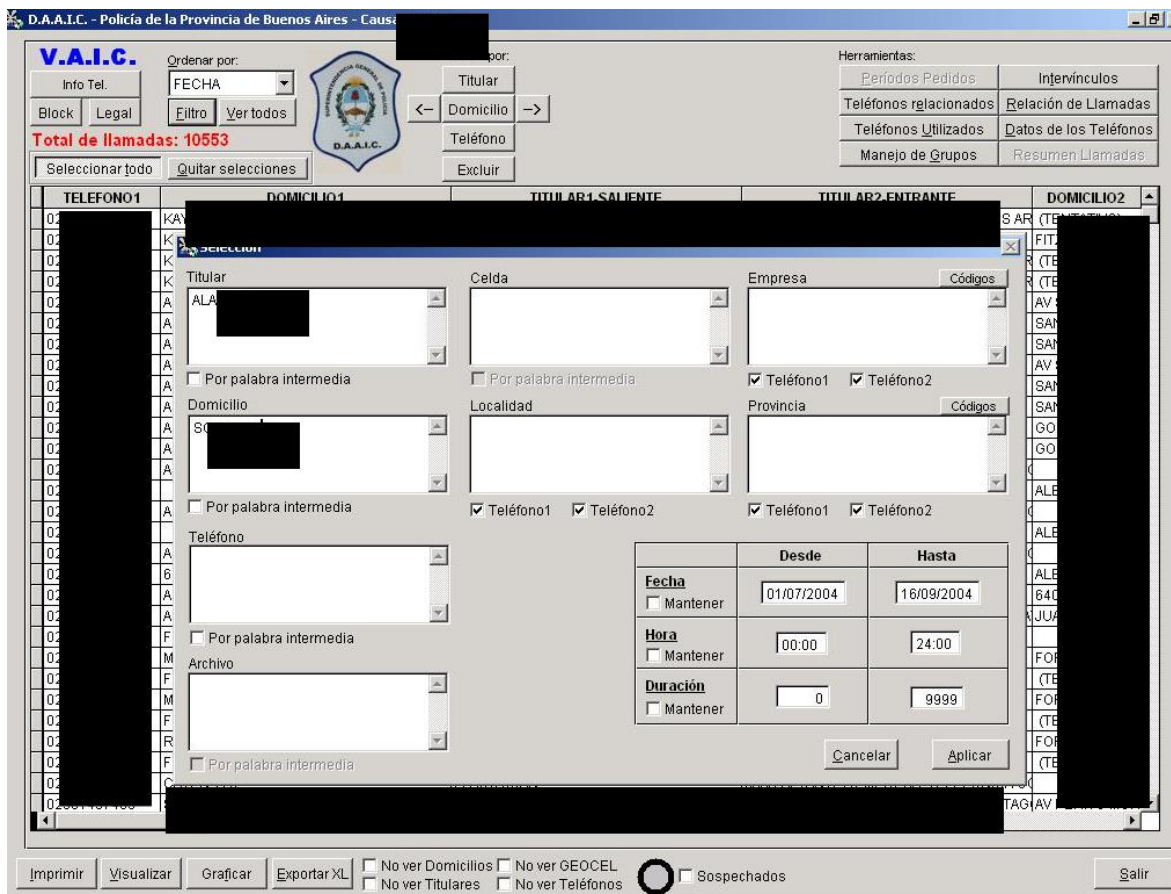 D.A.A.I.C. - Policía de la Provincia de Buenos Aires - Causa
V.A.I.C.
Info Tel.
Block Legal
Ordenar por:
FECHA
Filtro Ver todos
Total de llamadas: 10553
Seleccionar todo Quitar selecciones
SUPERINTENDENCIA GENERAL DE POLICIA
D.A.A.I.C.
por:
Titular
<- Domicilio ->
Teléfono
Excluir
Herramientas:
Períodos Pedidos Intervínculos
Teléfonos relacionados Relación de Llamadas
Teléfonos Utilizados Datos de los Teléfonos
Manejo de Grupos Resumen Llamadas
TELEFONO1 DOMICILIO1 TITULAR1-SALIENTE TITULAR2-ENTRANTE DOMICILIO2
Selección
Titular Celda Empresa Códigos
ALA
Por palabra intermedia Por palabra intermedia Teléfono1 Teléfono2
Domicilio Localidad Provincia Códigos
Por palabra intermedia Teléfono1 Teléfono2 Teléfono1 Teléfono2
Teléfono
Por palabra intermedia
Archivo
Por palabra intermedia
Desde Hasta
Fecha
Mantener 01/07/2004 16/09/2004
Hora
Mantener 00:00 24:00
Duración
Mantener 0 9999
Cancelar Aplicar
Imprimir Visualizar Graficar Exportar XL
No ver Domicilios No ver GEOCEL
No ver Titulares No ver Teléfonos
Sospechados
Salir